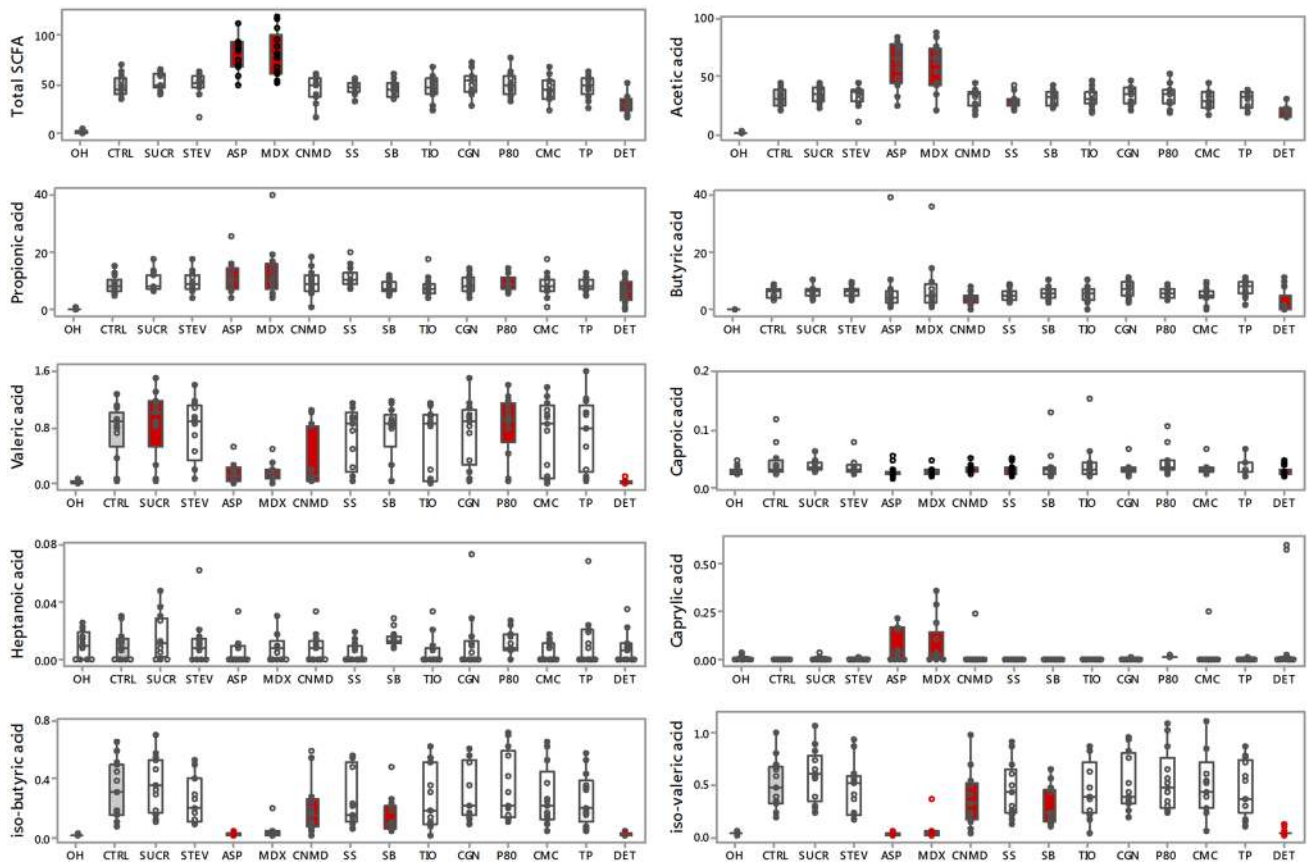 Total SCFA
100
50
0
OH CTRL SUCR STEV ASP MDX CNMD SS SB TIO CGN P80 CMC TP DET
Acetic acid
100
50
0
OH CTRL SUCR STEV ASP MDX CNMD SS SB TIO CGN P80 CMC TP DET
Propionic acid
40
20
0
OH CTRL SUCR STEV ASP MDX CNMD SS SB TIO CGN P80 CMC TP DET
Butyric acid
40
20
0
OH CTRL SUCR STEV ASP MDX CNMD SS SB TIO CGN P80 CMC TP DET
Valeric acid
1.6
0.8
0.0
OH CTRL SUCR STEV ASP MDX CNMD SS SB TIO CGN P80 CMC TP DET
Caproic acid
0.2
0.1
0.0
OH CTRL SUCR STEV ASP MDX CNMD SS SB TIO CGN P80 CMC TP DET
Heptanoic acid
0.08
0.04
0.00
OH CTRL SUCR STEV ASP MDX CNMD SS SB TIO CGN P80 CMC TP DET
Caprylic acid
0.50
0.25
0.00
OH CTRL SUCR STEV ASP MDX CNMD SS SB TIO CGN P80 CMC TP DET
iso-butyric acid
0.8
0.4
0.0
OH CTRL SUCR STEV ASP MDX CNMD SS SB TIO CGN P80 CMC TP DET
iso-valeric acid
1.0
0.5
0.0
OH CTRL SUCR STEV ASP MDX CNMD SS SB TIO CGN P80 CMC TP DET